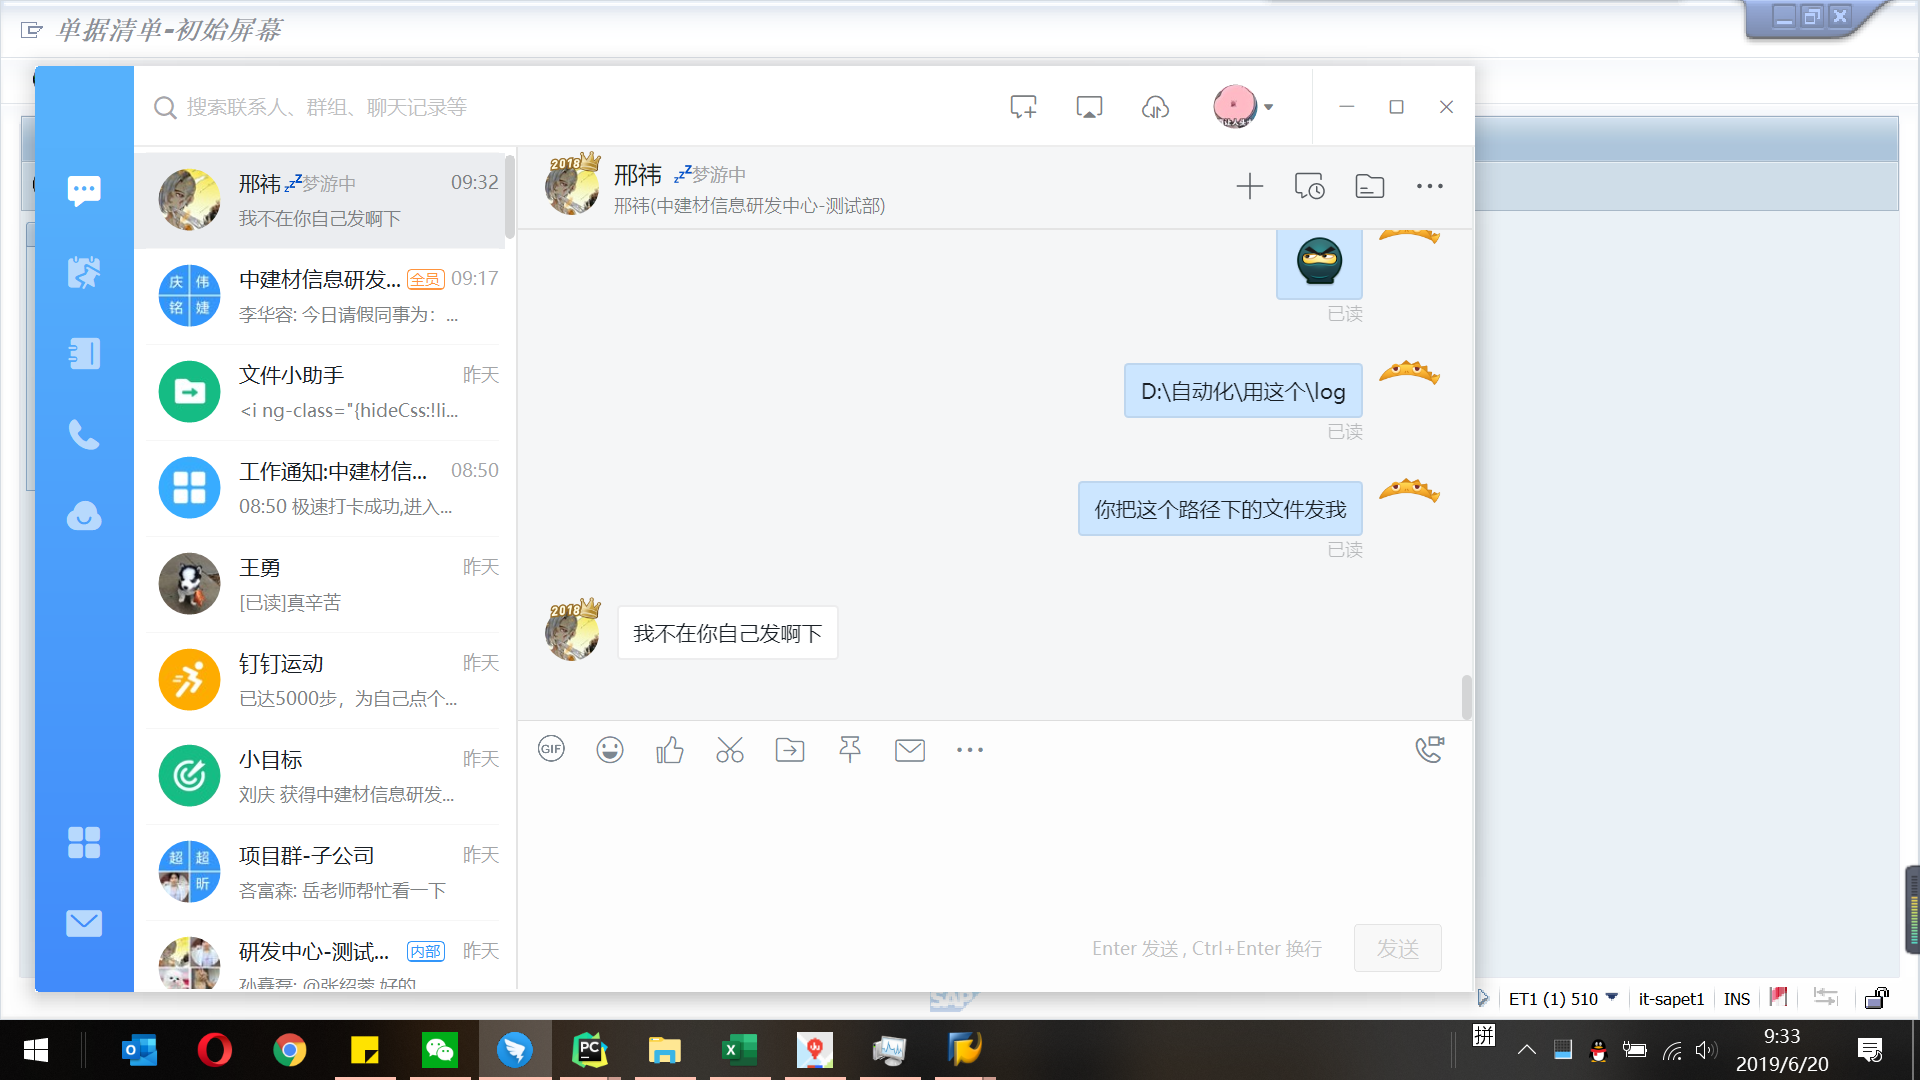 单据清单-初始屏幕
搜索联系人、群组、聊天记录等
邢祎 梦游中 09:32
我不在你自己发啊下
庆 伟 铭 婕
中建材信息研发... 全员 09:17
李华容: 今日请假同事为：...
文件小助手 昨天
<i ng-class="{hideCss:!li...
工作通知:中建材信... 08:50
08:50 极速打卡成功,进入...
王勇 昨天
[已读]真辛苦
钉钉运动 昨天
已达5000步，为自己点个...
小目标 昨天
刘庆 获得中建材信息研发...
超 超 昕
项目群-子公司 昨天
吝富森: 岳老师帮忙看一下
研发中心-测试... 内部 昨天
孙纛磊: @张绍蓉 好的
2018
邢祎 梦游中
邢祎(中建材信息研发中心-测试部)
已读
D:\自动化\用这个\log
已读
你把这个路径下的文件发我
已读
2018
我不在你自己发啊下
GIF
Enter 发送 , Ctrl+Enter 换行
发送
SAP
ET1 (1) 510
it-sapet1
INS
拼
9:33
2019/6/20